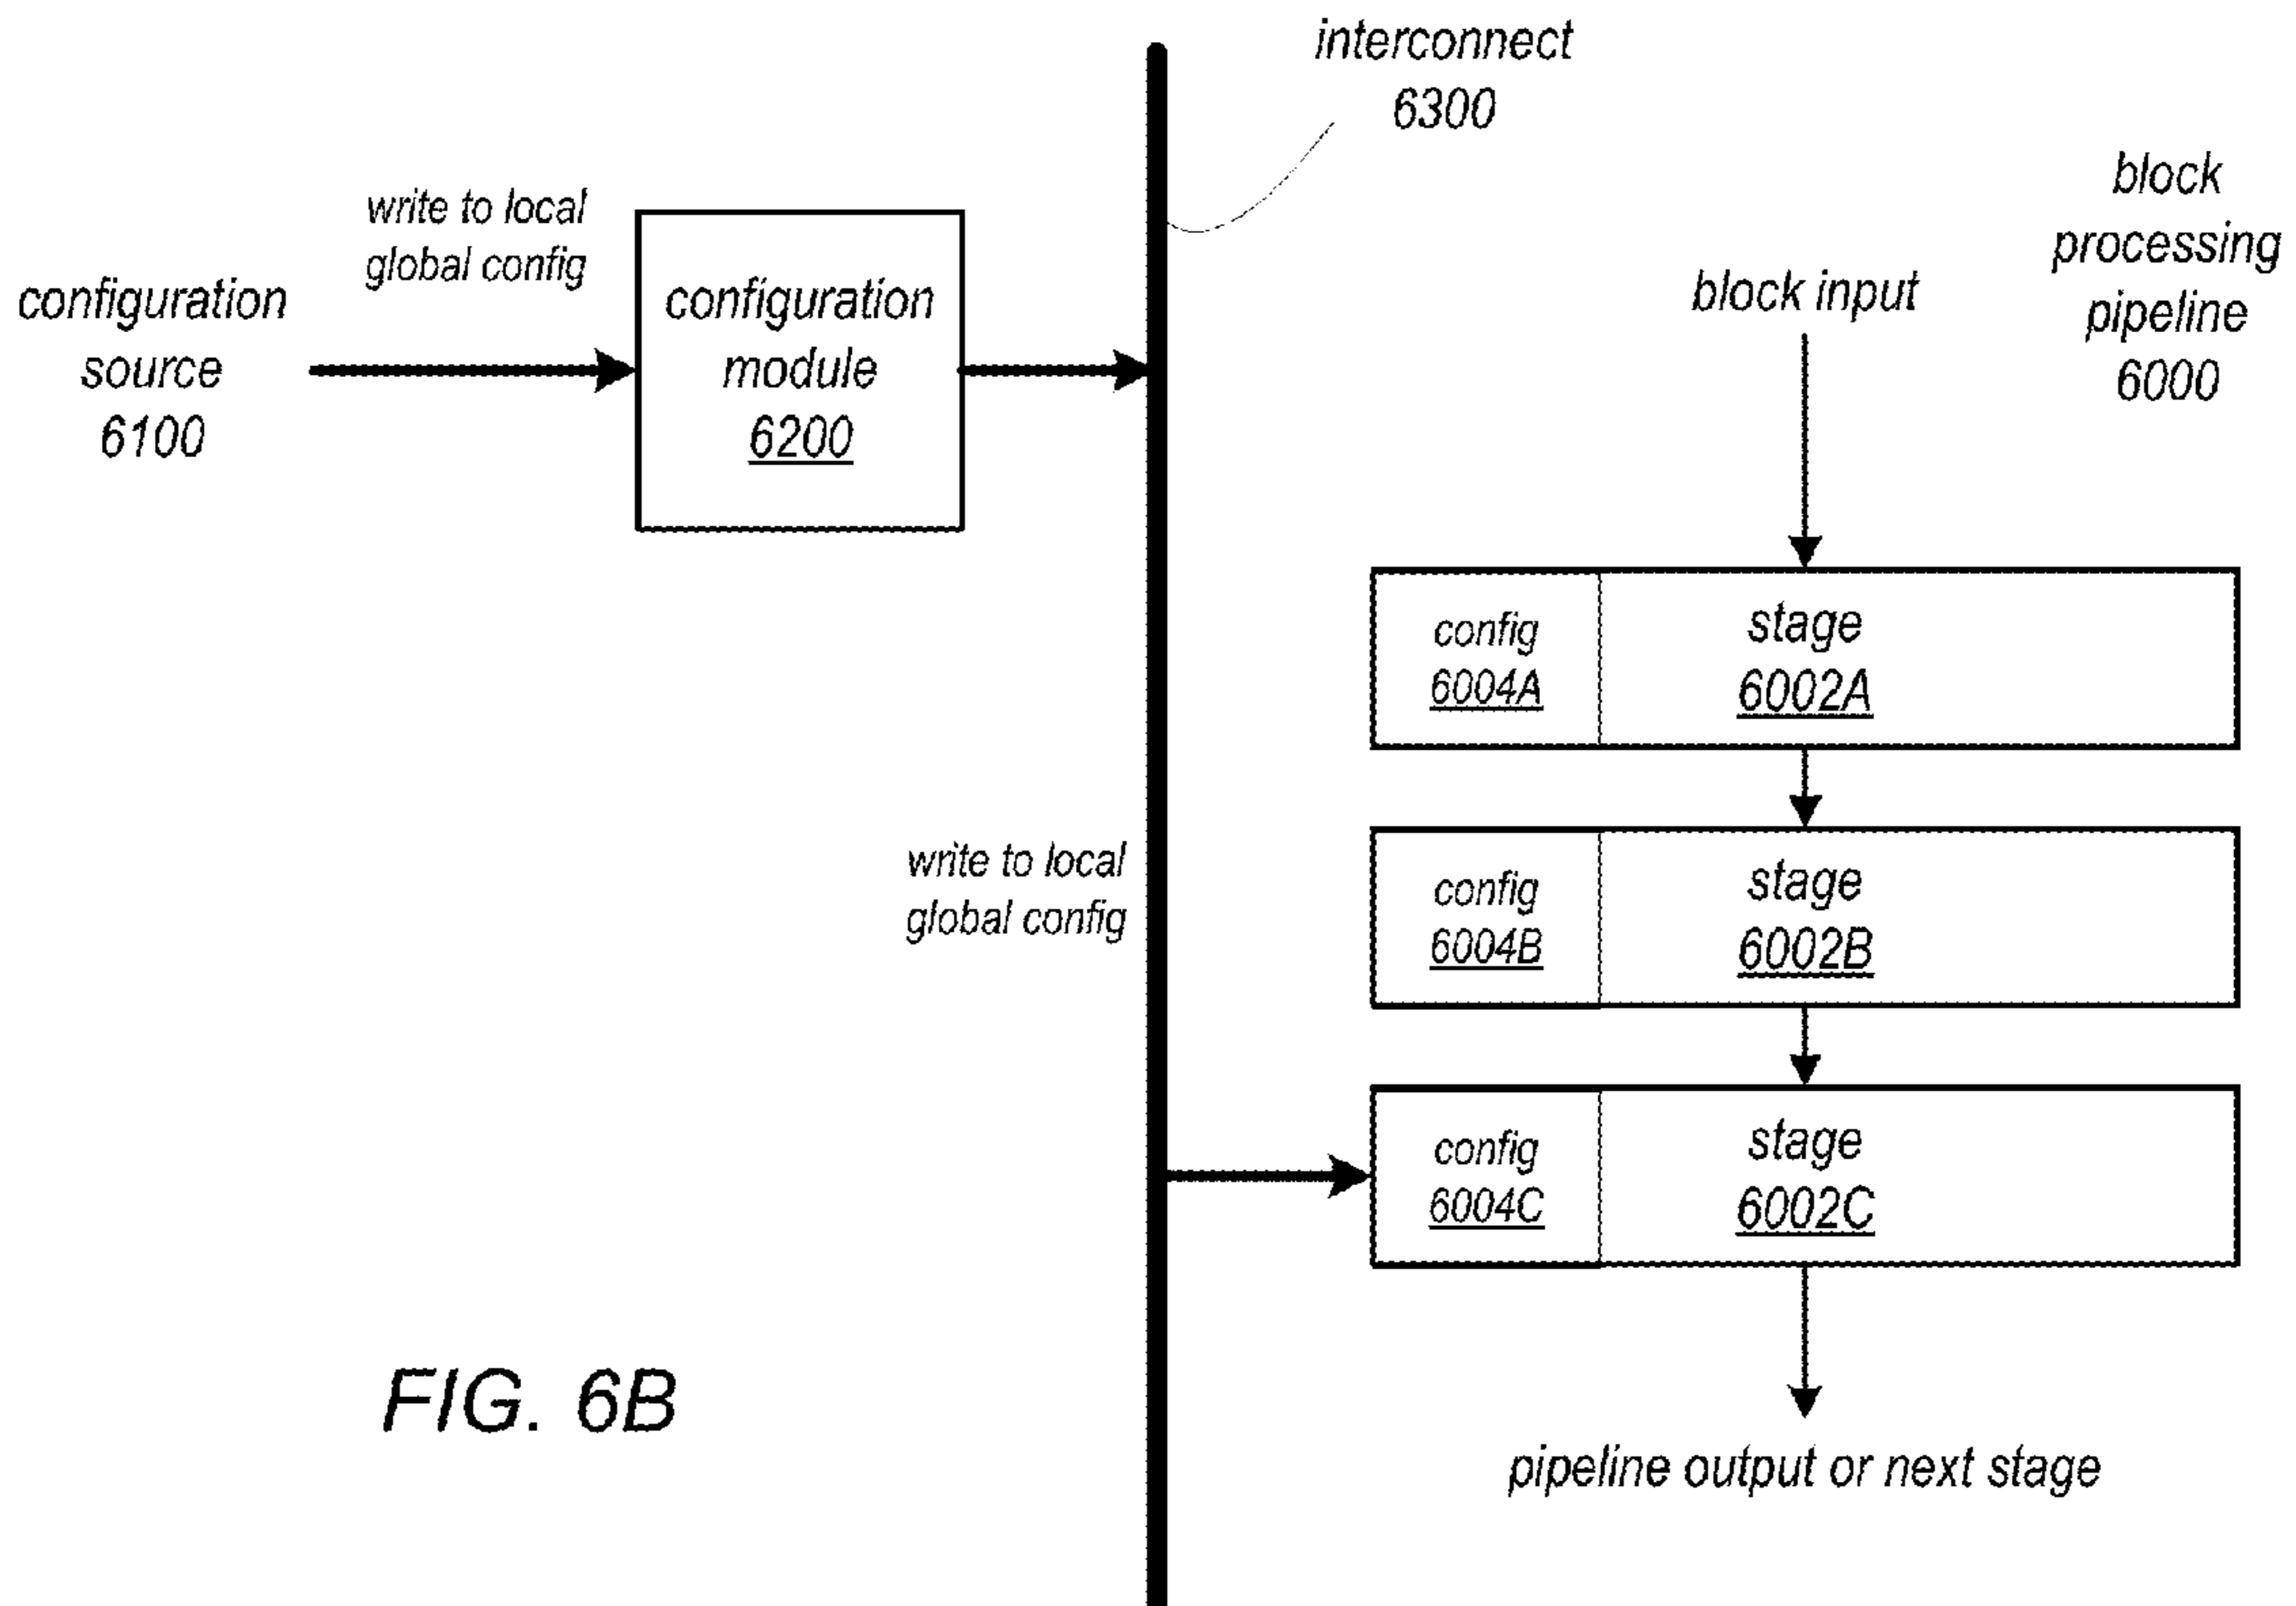 interconnect
6300
block
processing
pipeline
6000
write to local
global config
configuration
source
6100
configuration
module
6200
block input
config
6004A
stage
6002A
write to local
global config
config
6004B
stage
6002B
config
6004C
stage
6002C
pipeline output or next stage
FIG. 6B